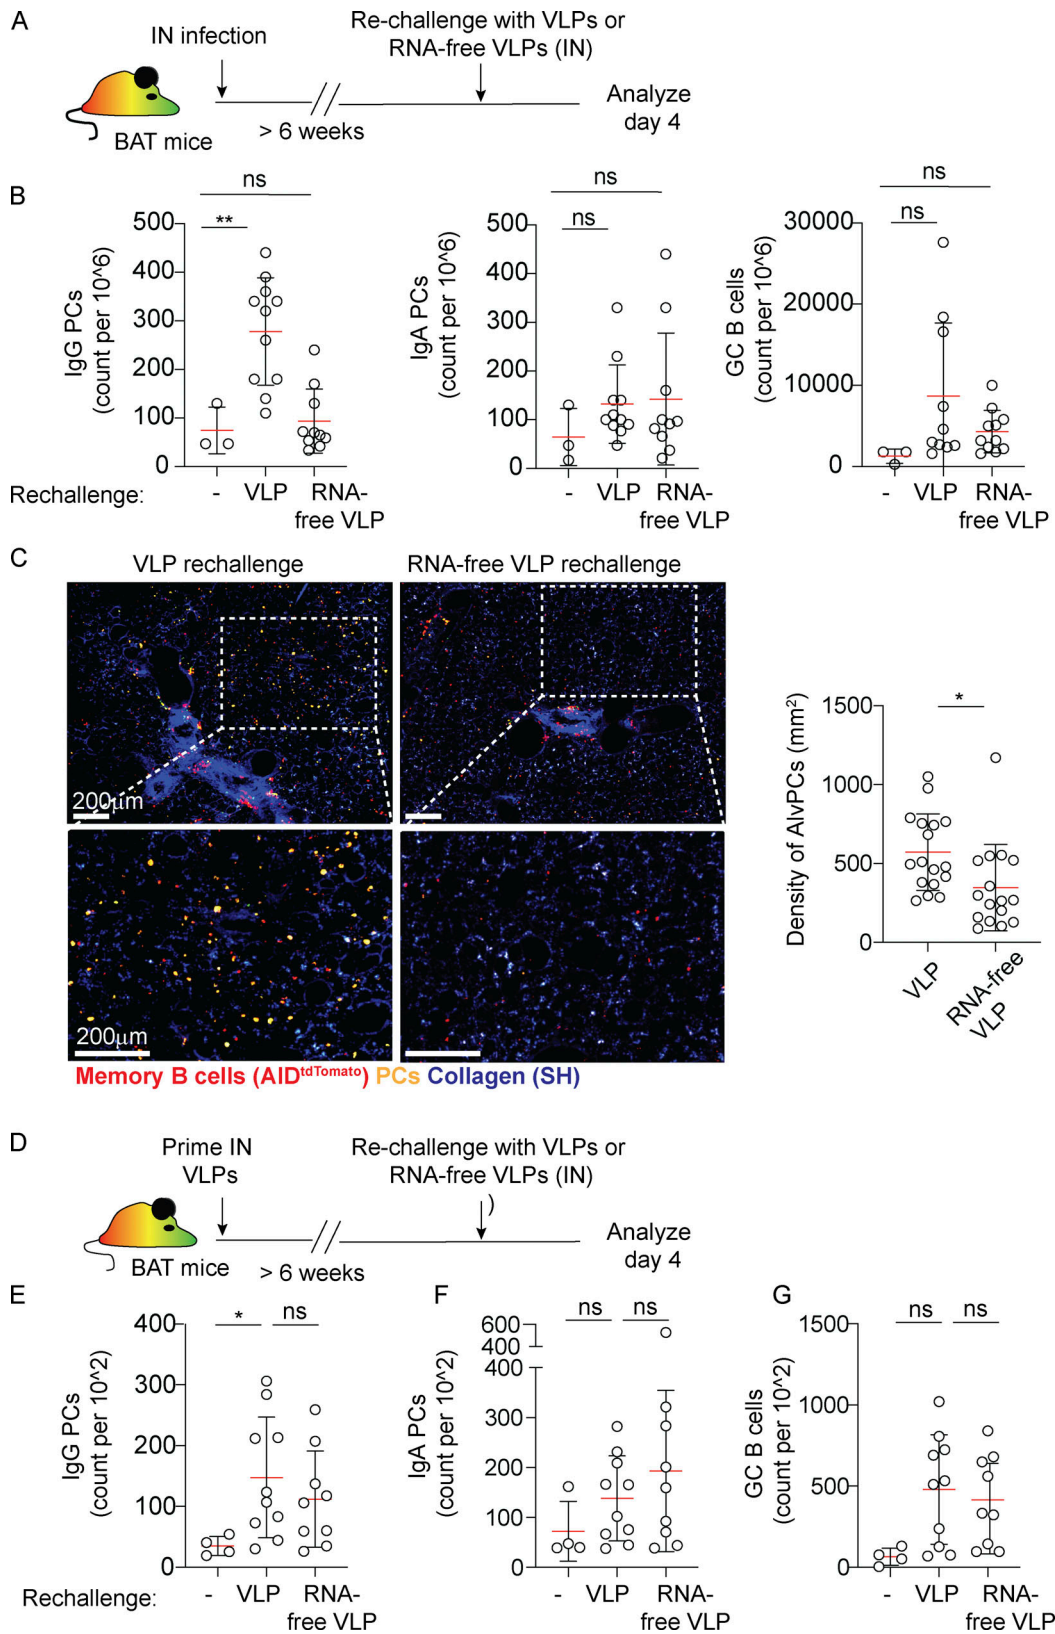 A
IN infection
Re-challenge with VLPs or
RNA-free VLPs (IN)
BAT mice
> 6 weeks
Analyze
day 4
B
ns
**
500
400
300
200
100
0
IgG PCs
(count per 10^6)
ns
ns
500
400
300
200
100
0
IgA PCs
(count per 10^6)
ns
ns
30000
20000
10000
0
GC B cells
(count per 10^6)
Rechallenge:
-
VLP
RNA-
free VLP
-
VLP
RNA-
free VLP
-
VLP
RNA-
free VLP
C
VLP rechallenge
RNA-free VLP rechallenge
200µm
200µm
Memory B cells (AIDtdTomato) PCs Collagen (SH)
*
1500
1000
500
0
Density of AlvPCs (mm2)
VLP
RNA-free
VLP
D
Prime IN
VLPs
Re-challenge with VLPs or
RNA-free VLPs (IN)
)
BAT mice
> 6 weeks
Analyze
day 4
E
*
ns
400
300
200
100
0
IgG PCs
(count per 10^2)
F
ns
ns
600
400
400
300
200
100
0
IgA PCs
(count per 10^2)
G
ns
ns
1500
1000
500
0
GC B cells
(count per 10^2)
Rechallenge:
-
VLP
RNA-
free VLP
-
VLP
RNA-
free VLP
-
VLP
RNA-
free VLP